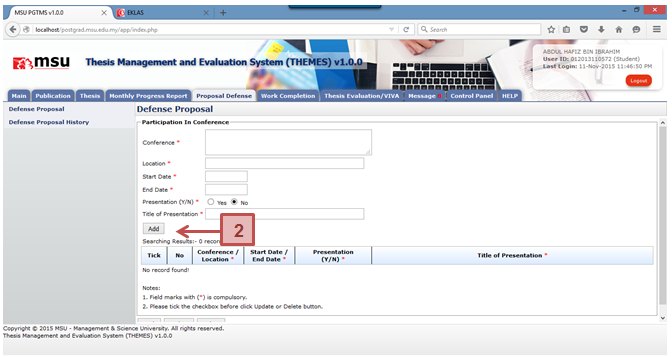 MSU PGTMS v1.0.0
EKLAS
localhost/postgrad.msu.edu.my/app/index.php
Search
msu
Thesis Management and Evaluation System (THEMES) v1.0.0
ABDUL HAFIZ BIN IBRAHIM
User ID: 012013110572 (Student)
Last Login: 11-Nov-2015 11:46:50 PM
Logout
Main Publication Thesis Monthly Progress Report Proposal Defense Work Completion Thesis Evaluation/VIVA Message Control Panel HELP
Defense Proposal
Defense Proposal History
Defense Proposal
Participation In Conference
Conference *
Location *
Start Date *
End Date *
Presentation (Y/N) * Yes No
Title of Presentation *
Add
2
Searching Results:- 0 recor
Tick No Conference / Location * Start Date / End Date * Presentation (Y/N) * Title of Presentation *
No record found!
Notes:
1. Field marks with (*) is compulsory.
2. Please tick the checkbox before click Update or Delete button.
Copyright © 2015 MSU - Management & Science University. All rights reserved.
Thesis Management and Evaluation System (THEMES) v1.0.0